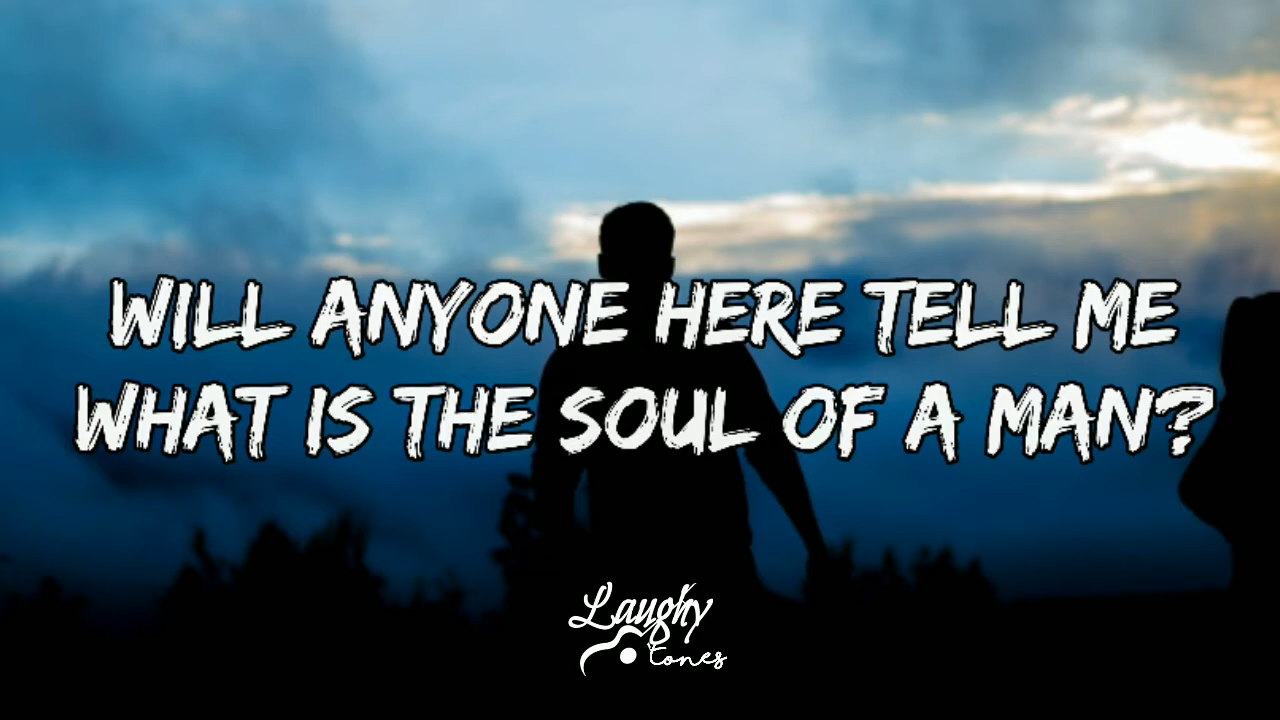 WILL ANYONE HERE TELL ME
WHAT IS THE SOUL OF A MAN?
Laughy
tones